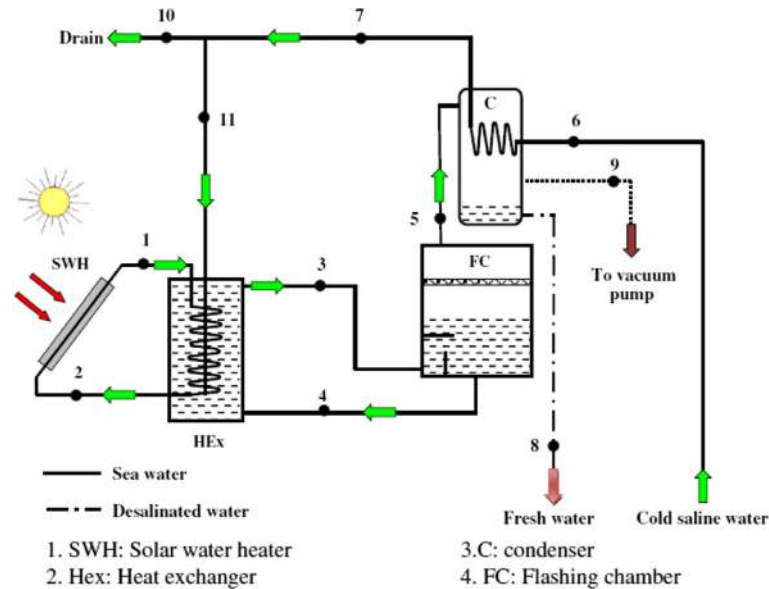 10
7
Drain
C
6
11
9
5
1
FC
SWH
3
To vacuum
pump
2
4
HEx
8
Sea water
Desalinated water
Fresh water
Cold saline water
1. SWH: Solar water heater
3.C: condenser
2. Hex: Heat exchanger
4. FC: Flashing chamber